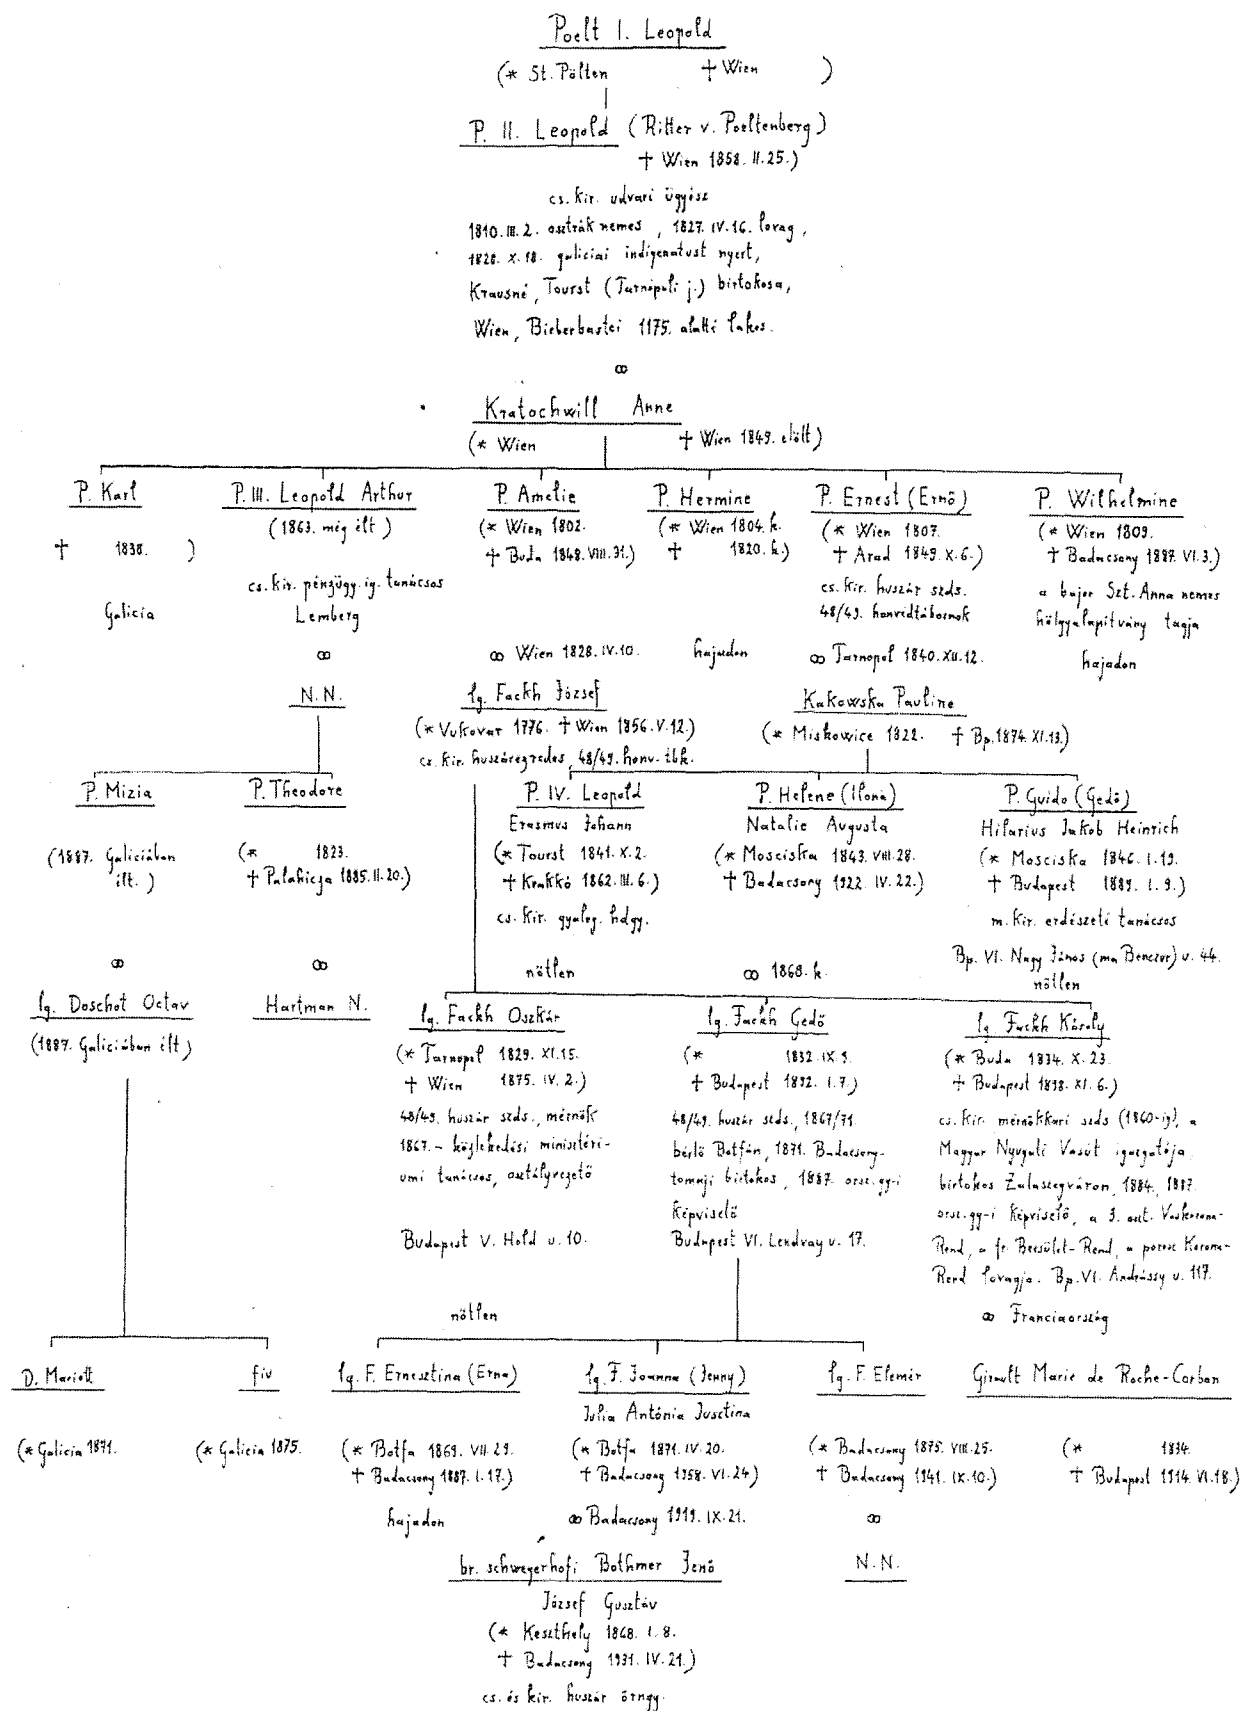 Poelt I. Leopold
(* St. Pölten † Wien )
P. II. Leopold (Ritter v. Poeltenberg)
† Wien 1858. II. 25.)
cs. kir. udvari ügyész
1810. III. 2. osztrák nemes, 1827. IV. 16. lovag,
1828. X. 18. galiciai indigenatust nyert,
Krausné, Tourst (Tarnopoli j.) birtokosa,
Wien, Bieberbastei 1175. alatti lakos.
∞
Kratochwill Anne
(* Wien † Wien 1849. előtt)
P. Karl
† 1838. )
Galicia
P. III. Leopold Arthur
(1863. még élt )
cs. kir. pénzügy. ig. tanácsos
Lemberg
∞
N.N.
P. Amelie
(* Wien 1802.
† Buda 1848. VIII. 31.)
∞ Wien 1828. IV. 10.
lg. Fackh József
(* Vukovar 1776. † Wien 1856. V. 12.)
cs. kir. huszárezredes, 48/49. honv. tbk.
P. Hermine
(* Wien 1804. k.
† 1820. k.)
hajadon
P. Ernest (Ernő)
(* Wien 1807.
† Arad 1849. X. 6.)
cs. kir. huszár szds.
48/49. honvédtábornok
∞ Tarnopol 1840. XII. 12.
Kakowska Pauline
(* Miskowice 1822. † Bp. 1874. XI. 13.)
P. Wilhelmine
(* Wien 1809.
† Badacsony 1887. VI. 3.)
a bajor Szt. Anna nemes
hölgyalapítvány tagja
hajadon
P. Mizia
(1887. Galiciában
élt. )
∞
lg. Doschot Octav
(1887. Galiciában élt)
P. Theodore
(* 1823.
† Palahicza 1885. II. 20.)
∞
Hartman N.
P. IV. Leopold
Erasmus Johann
(* Tourst 1841. X. 2.
† Krakkó 1862. III. 6.)
cs. kir. gyalog. hdgy.
nőtlen
P. Helene (Ilona)
Natalie Augusta
(* Mosciska 1843. VIII. 28.
† Badacsony 1922. IV. 22.)
∞ 1868. k.
P. Guido (Gedő)
Hilarius Jakob Heinrich
(* Mosciska 1846. I. 19.
† Budapest 1889. I. 9.)
m. kir. erdészeti tanácsos
Bp. VI. Nagy János (ma Benczur) u. 44.
nőtlen
lg. Fackh Oszkár
(* Tarnopol 1829. XI. 15.
† Wien 1875. IV. 2.)
48/49. huszár szds., mérnök
1867.- közlekedési minisztéri-
umi tanácsos, osztályvezető
Budapest V. Hold u. 10.
nőtlen
lg. Fackh Gedő
(* 1832. IX. 9.
† Budapest 1892. I. 7.)
48/49. huszár szds., 1867/71.
bérlő Botfán, 1871. Badacsony-
tomaji birtokos, 1887. orsz. gy-i
képviselő
Budapest VI. Lendvay u. 17.
lg. Fackh Károly
(* Buda 1834. X. 23.
† Budapest 1898. XI. 6.)
cs. kir. mérnökkari szds (1860-ig), a
Magyar Nyugati Vasút igazgatója,
birtokos Zalaszegváron, 1884, 1887.
orsz. gy-i képviselő, a 3. oszt. Vaskorona-
Rend, a fr. Becsület-Rend, a porosz Korona-
Rend lovagja. Bp. VI. Andrássy u. 117.
∞ Franciaország
Girault Marie de Roche-Corban
(* 1834.
† Budapest 1914. VI. 18.)
D. Mariett
(* Galicia 1871.
fiú
(* Galicia 1875.
lg. F. Ernesztina (Erna)
(* Botfa 1869. VII. 29.
† Badacsony 1887. I. 17.)
hajadon
lg. F. Joanna (Jenny)
Julia Antónia Jusztina
(* Botfa 1871. IV. 20.
† Badacsony 1958. VI. 24.)
∞ Badacsony 1919. IX. 21.
br. schwegerhofi Bothmer Jenő
József Gusztáv
(* Keszthely 1868. I. 8.
† Badacsony 1931. IV. 21.)
cs. és kir. huszár őrngy.
lg. F. Elemér
(* Badacsony 1875. VIII. 25.
† Badacsony 1941. IX. 10.)
∞
N.N.